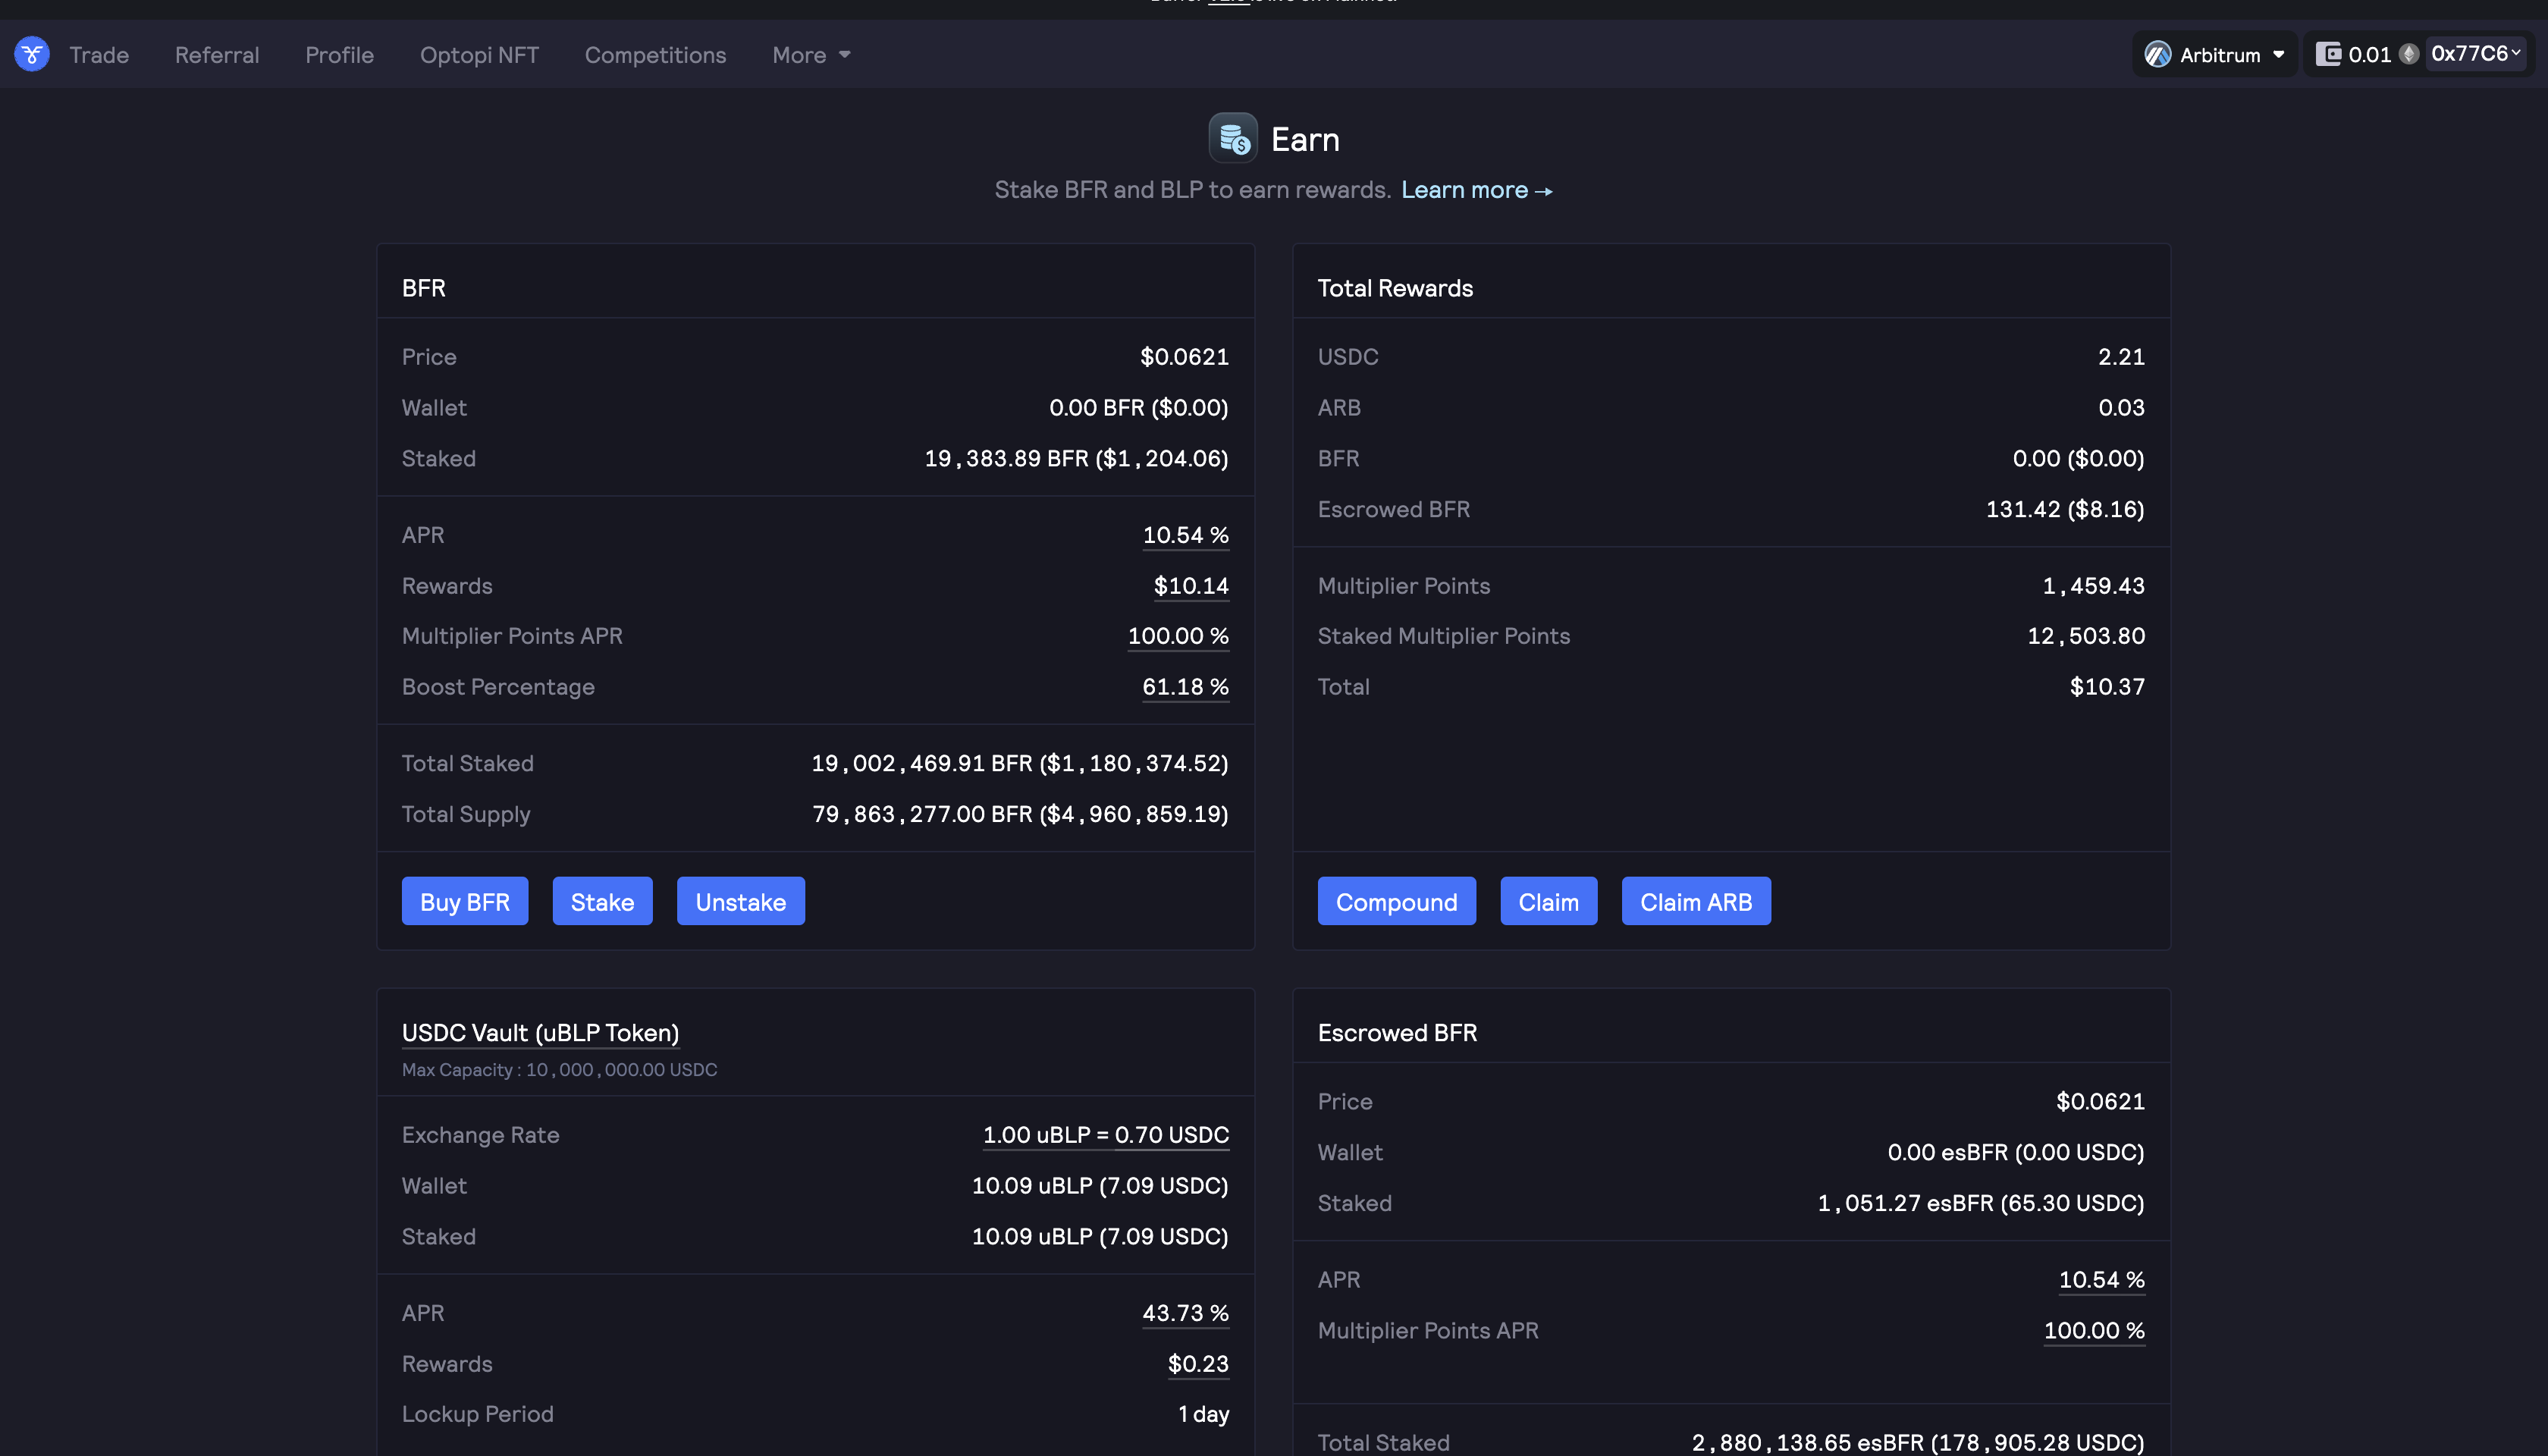 Trade Referral Profile Optopi NFT Competitions More Arbitrum 0.01 0x77C6
Earn
Stake BFR and BLP to earn rewards. Learn more →
BFR
Price $0.0621
Wallet 0.00 BFR ($0.00)
Staked 19,383.89 BFR ($1,204.06)
APR 10.54 %
Rewards $10.14
Multiplier Points APR 100.00 %
Boost Percentage 61.18 %
Total Staked 19,002,469.91 BFR ($1,180,374.52)
Total Supply 79,863,277.00 BFR ($4,960,859.19)
Buy BFR Stake Unstake
Total Rewards
USDC 2.21
ARB 0.03
BFR 0.00 ($0.00)
Escrowed BFR 131.42 ($8.16)
Multiplier Points 1,459.43
Staked Multiplier Points 12,503.80
Total $10.37
Compound Claim Claim ARB
USDC Vault (uBLP Token)
Max Capacity : 10,000,000.00 USDC
Exchange Rate 1.00 uBLP = 0.70 USDC
Wallet 10.09 uBLP (7.09 USDC)
Staked 10.09 uBLP (7.09 USDC)
APR 43.73 %
Rewards $0.23
Lockup Period 1 day
Escrowed BFR
Price $0.0621
Wallet 0.00 esBFR (0.00 USDC)
Staked 1,051.27 esBFR (65.30 USDC)
APR 10.54 %
Multiplier Points APR 100.00 %
Total Staked 2,880,138.65 esBFR (178,905.28 USDC)